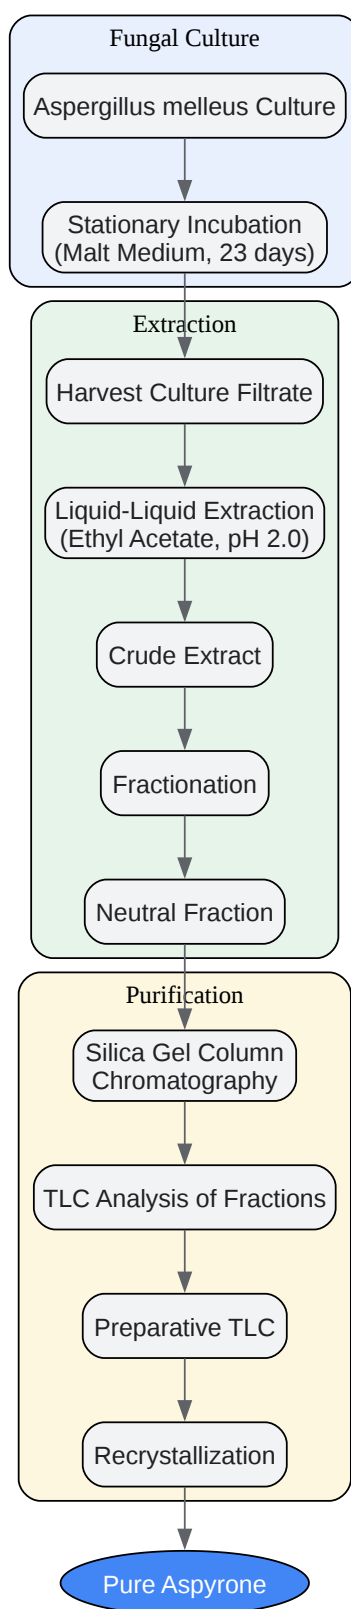 Fungal Culture
Aspergillus melleus Culture
Stationary Incubation
(Malt Medium, 23 days)
Extraction
Harvest Culture Filtrate
Liquid-Liquid Extraction
(Ethyl Acetate, pH 2.0)
Crude Extract
Fractionation
Neutral Fraction
Purification
Silica Gel Column
Chromatography
TLC Analysis of Fractions
Preparative TLC
Recrystallization
Pure Aspyrone